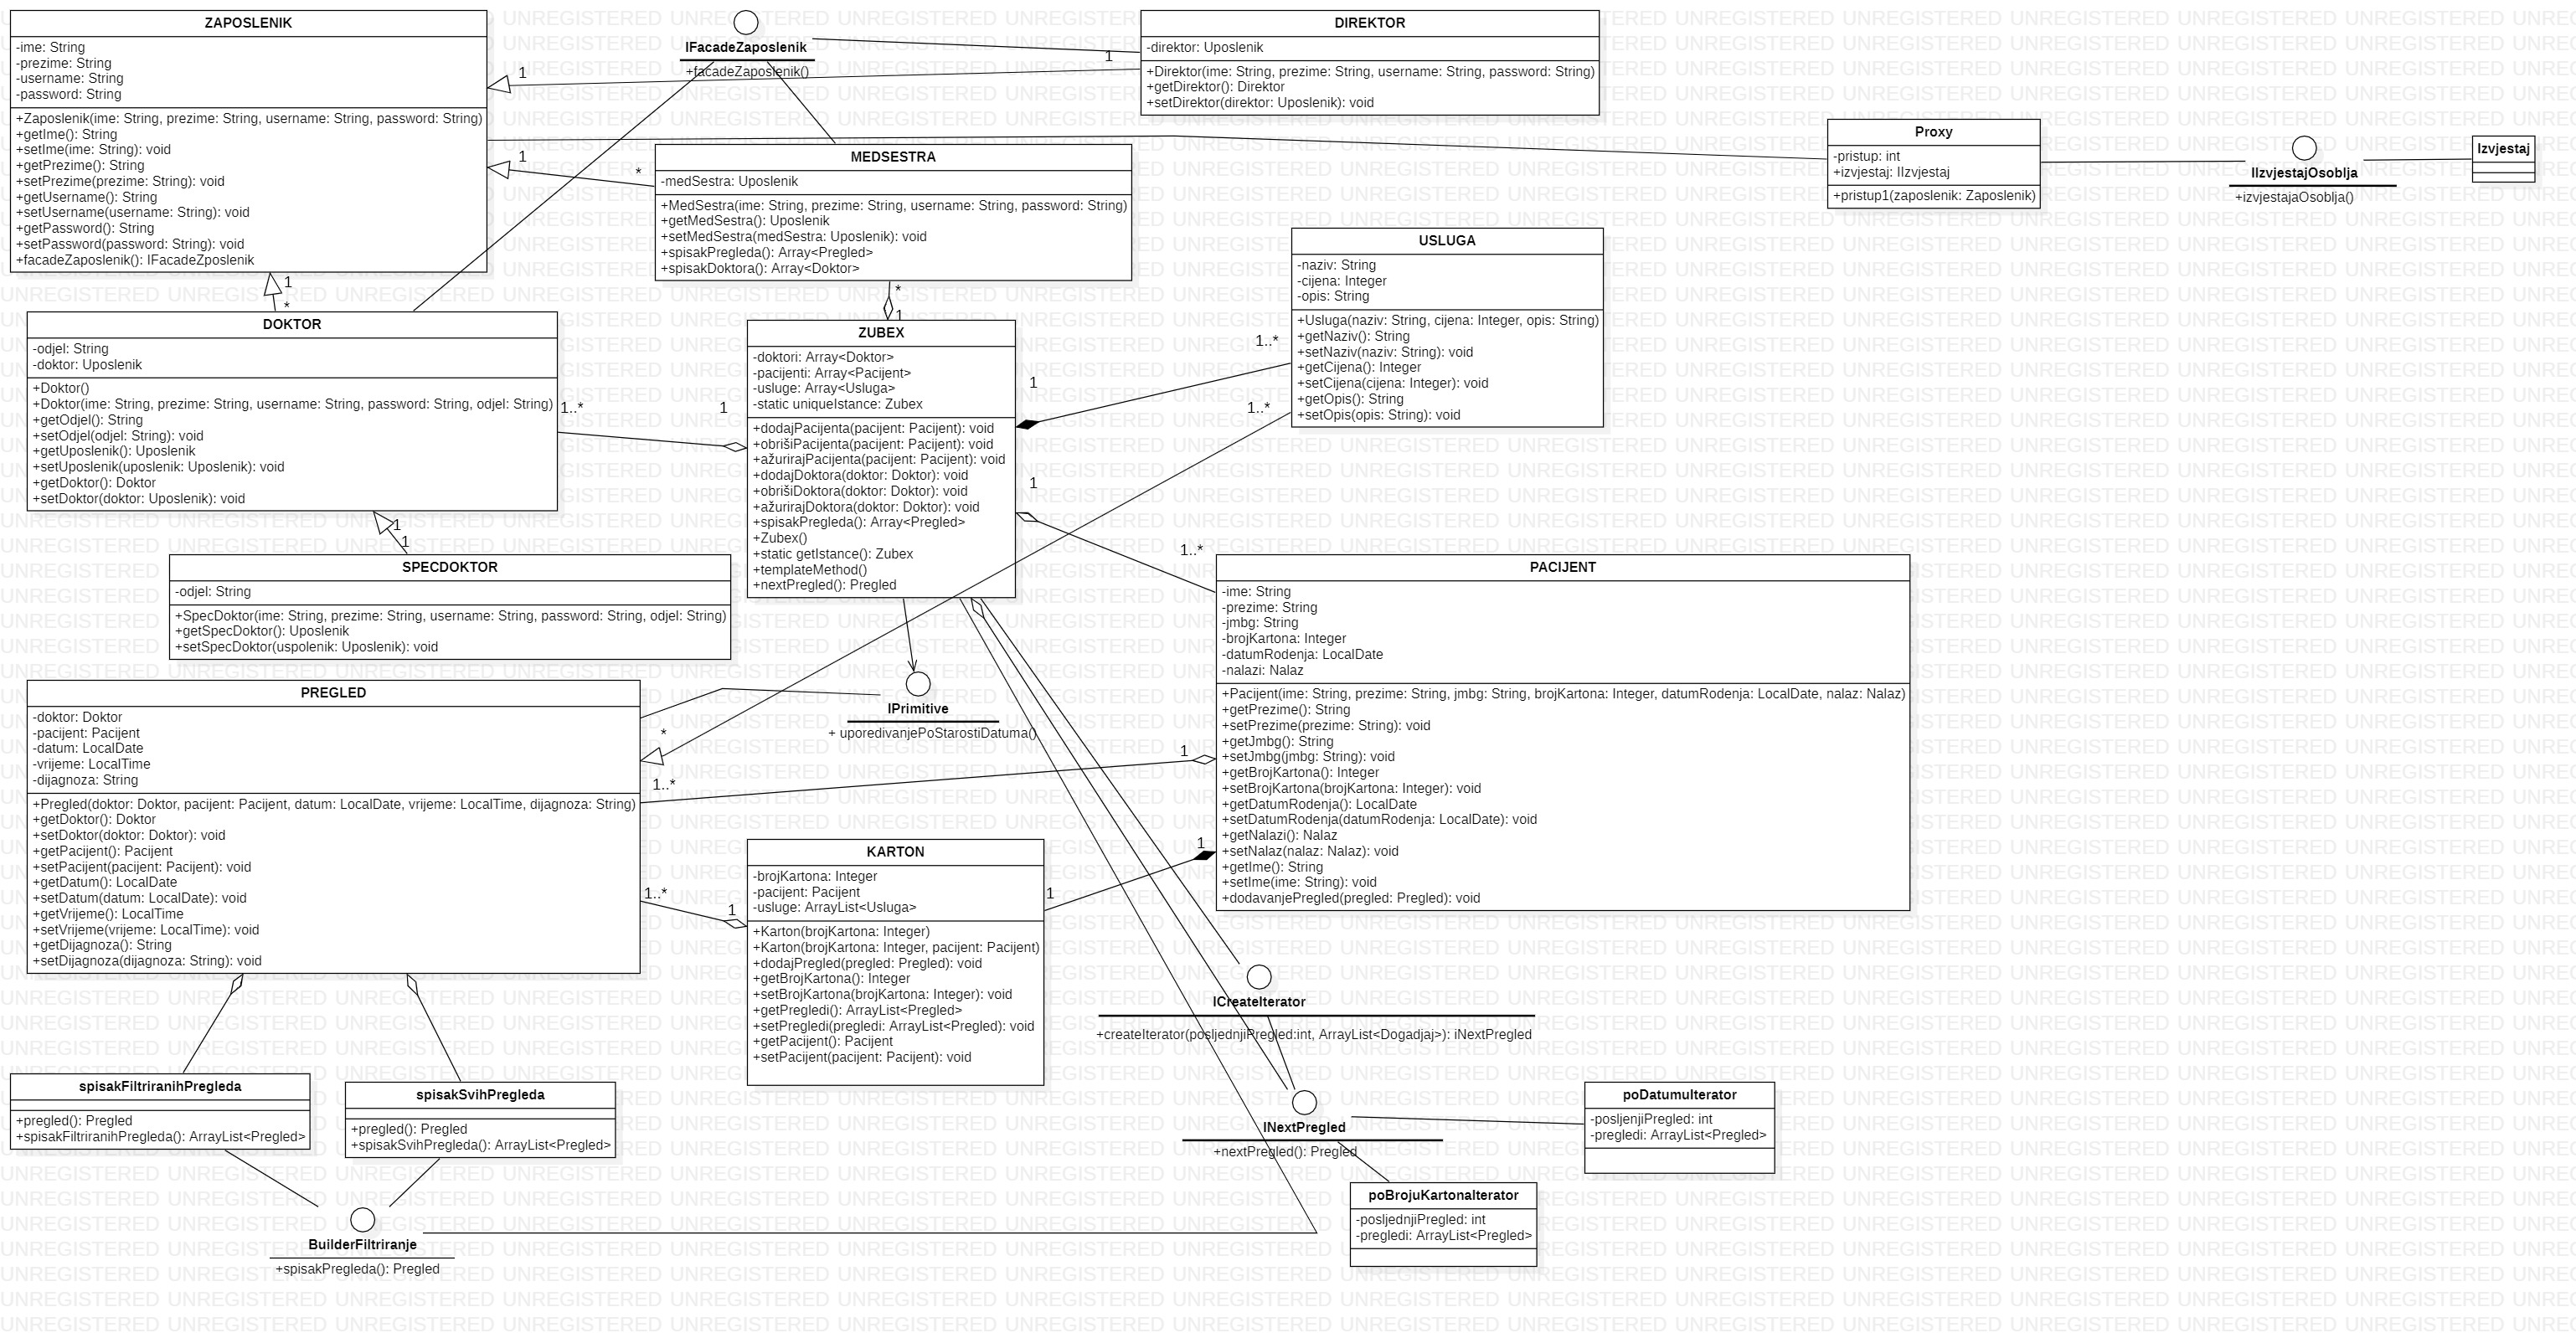 ZAPOSLENIK
-ime: String
-prezime: String
-username: String
-password: String
+Zaposlenik(ime: String, prezime: String, username: String, password: String)
+getIme(): String
+setIme(ime: String): void
+getPrezime(): String
+setPrezime(prezime: String): void
+getUsername(): String
+setUsername(username: String): void
+getPassword(): String
+setPassword(password: String): void
+facadeZaposlenik(): IFacadeZposlenik
IFacadeZaposlenik
+facadeZaposlenik()
DIREKTOR
-direktor: Uposlenik
+Direktor(ime: String, prezime: String, username: String, password: String)
+getDirektor(): Direktor
+setDirektor(direktor: Uposlenik): void
1
1
1
*
1
*
MEDSESTRA
-medSestra: Uposlenik
+MedSestra(ime: String, prezime: String, username: String, password: String)
+getMedSestra(): Uposlenik
+setMedSestra(medSestra: Uposlenik): void
+spisakPregleda(): Array<Pregled>
+spisakDoktora(): Array<Doktor>
Proxy
-pristup: int
+izvjestaj: IIzvjestaj
+pristup1(zaposlenik: Zaposlenik)
IIzvjestajOsoblja
+izvjestajaOsoblja()
Izvjestaj
USLUGA
-naziv: String
-cijena: Integer
-opis: String
+Usluga(naziv: String, cijena: Integer, opis: String)
+getNaziv(): String
+setNaziv(naziv: String): void
+getCijena(): Integer
+setCijena(cijena: Integer): void
+getOpis(): String
+setOpis(opis: String): void
DOKTOR
-odjel: String
-doktor: Uposlenik
+Doktor()
+Doktor(ime: String, prezime: String, username: String, password: String, odjel: String)
+getOdjel(): String
+setOdjel(odjel: String): void
+getUposlenik(): Uposlenik
+setUposlenik(uposlenik: Uposlenik): void
+getDoktor(): Doktor
+setDoktor(doktor: Uposlenik): void
1..*
1
*
1
ZUBEX
-doktori: Array<Doktor>
-pacijenti: Array<Pacijent>
-usluge: Array<Usluga>
-static uniqueIstance: Zubex
+dodajPacijenta(pacijent: Pacijent): void
+obrišiPacijenta(pacijent: Pacijent): void
+ažurirajPacijenta(pacijent: Pacijent): void
+dodajDoktora(doktor: Doktor): void
+obrišiDoktora(doktor: Doktor): void
+ažurirajDoktora(doktor: Doktor): void
+spisakPregleda(): Array<Pregled>
+Zubex()
+static getIstance(): Zubex
+templateMethod()
+nextPregled(): Pregled
1
1..*
1..*
1
1..*
1
1
SPECDOKTOR
-odjel: String
+SpecDoktor(ime: String, prezime: String, username: String, password: String, odjel: String)
+getSpecDoktor(): Uposlenik
+setSpecDoktor(uspolenik: Uposlenik): void
PACIJENT
-ime: String
-prezime: String
-jmbg: String
-brojKartona: Integer
-datumRodenja: LocalDate
-nalazi: Nalaz
+Pacijent(ime: String, prezime: String, jmbg: String, brojKartona: Integer, datumRodenja: LocalDate, nalaz: Nalaz)
+getPrezime(): String
+setPrezime(prezime: String): void
+getJmbg(): String
+setJmbg(jmbg: String): void
+getBrojKartona(): Integer
+setBrojKartona(brojKartona: Integer): void
+getDatumRodenja(): LocalDate
+setDatumRodenja(datumRodenja: LocalDate): void
+getNalazi(): Nalaz
+setNalaz(nalaz: Nalaz): void
+getIme(): String
+setIme(ime: String): void
+dodavanjePregled(pregled: Pregled): void
PREGLED
-doktor: Doktor
-pacijent: Pacijent
-datum: LocalDate
-vrijeme: LocalTime
-dijagnoza: String
+Pregled(doktor: Doktor, pacijent: Pacijent, datum: LocalDate, vrijeme: LocalTime, dijagnoza: String)
+getDoktor(): Doktor
+setDoktor(doktor: Doktor): void
+getPacijent(): Pacijent
+setPacijent(pacijent: Pacijent): void
+getDatum(): LocalDate
+setDatum(datum: LocalDate): void
+getVrijeme(): LocalTime
+setVrijeme(vrijeme: LocalTime): void
+getDijagnoza(): String
+setDijagnoza(dijagnoza: String): void
IPrimitive
+ uporedivanjePoStarostiDatuma()
*
1..*
1
1..*
1
1
1
KARTON
-brojKartona: Integer
-pacijent: Pacijent
-usluge: ArrayList<Usluga>
+Karton(brojKartona: Integer)
+Karton(brojKartona: Integer, pacijent: Pacijent)
+dodajPregled(pregled: Pregled): void
+getBrojKartona(): Integer
+setBrojKartona(brojKartona: Integer): void
+getPregledi(): ArrayList<Pregled>
+setPregledi(pregledi: ArrayList<Pregled): void
+getPacijent(): Pacijent
+setPacijent(pacijent: Pacijent): void
ICreateIterator
+createIterator(posljednjiPregled:int, ArrayList<Dogadjaj>): iNextPregled
INextPregled
+nextPregled(): Pregled
poDatumuIterator
-posljenjiPregled: int
-pregledi: ArrayList<Pregled>
poBrojuKartonaIterator
-posljednjiPregled: int
-pregledi: ArrayList<Pregled>
spisakFiltriranihPregleda
+pregled(): Pregled
+spisakFiltriranihPregleda(): ArrayList<Pregled>
spisakSvihPregleda
+pregled(): Pregled
+spisakSvihPregleda(): ArrayList<Pregled>
BuilderFiltriranje
+spisakPregleda(): Pregled
UNREGISTERED